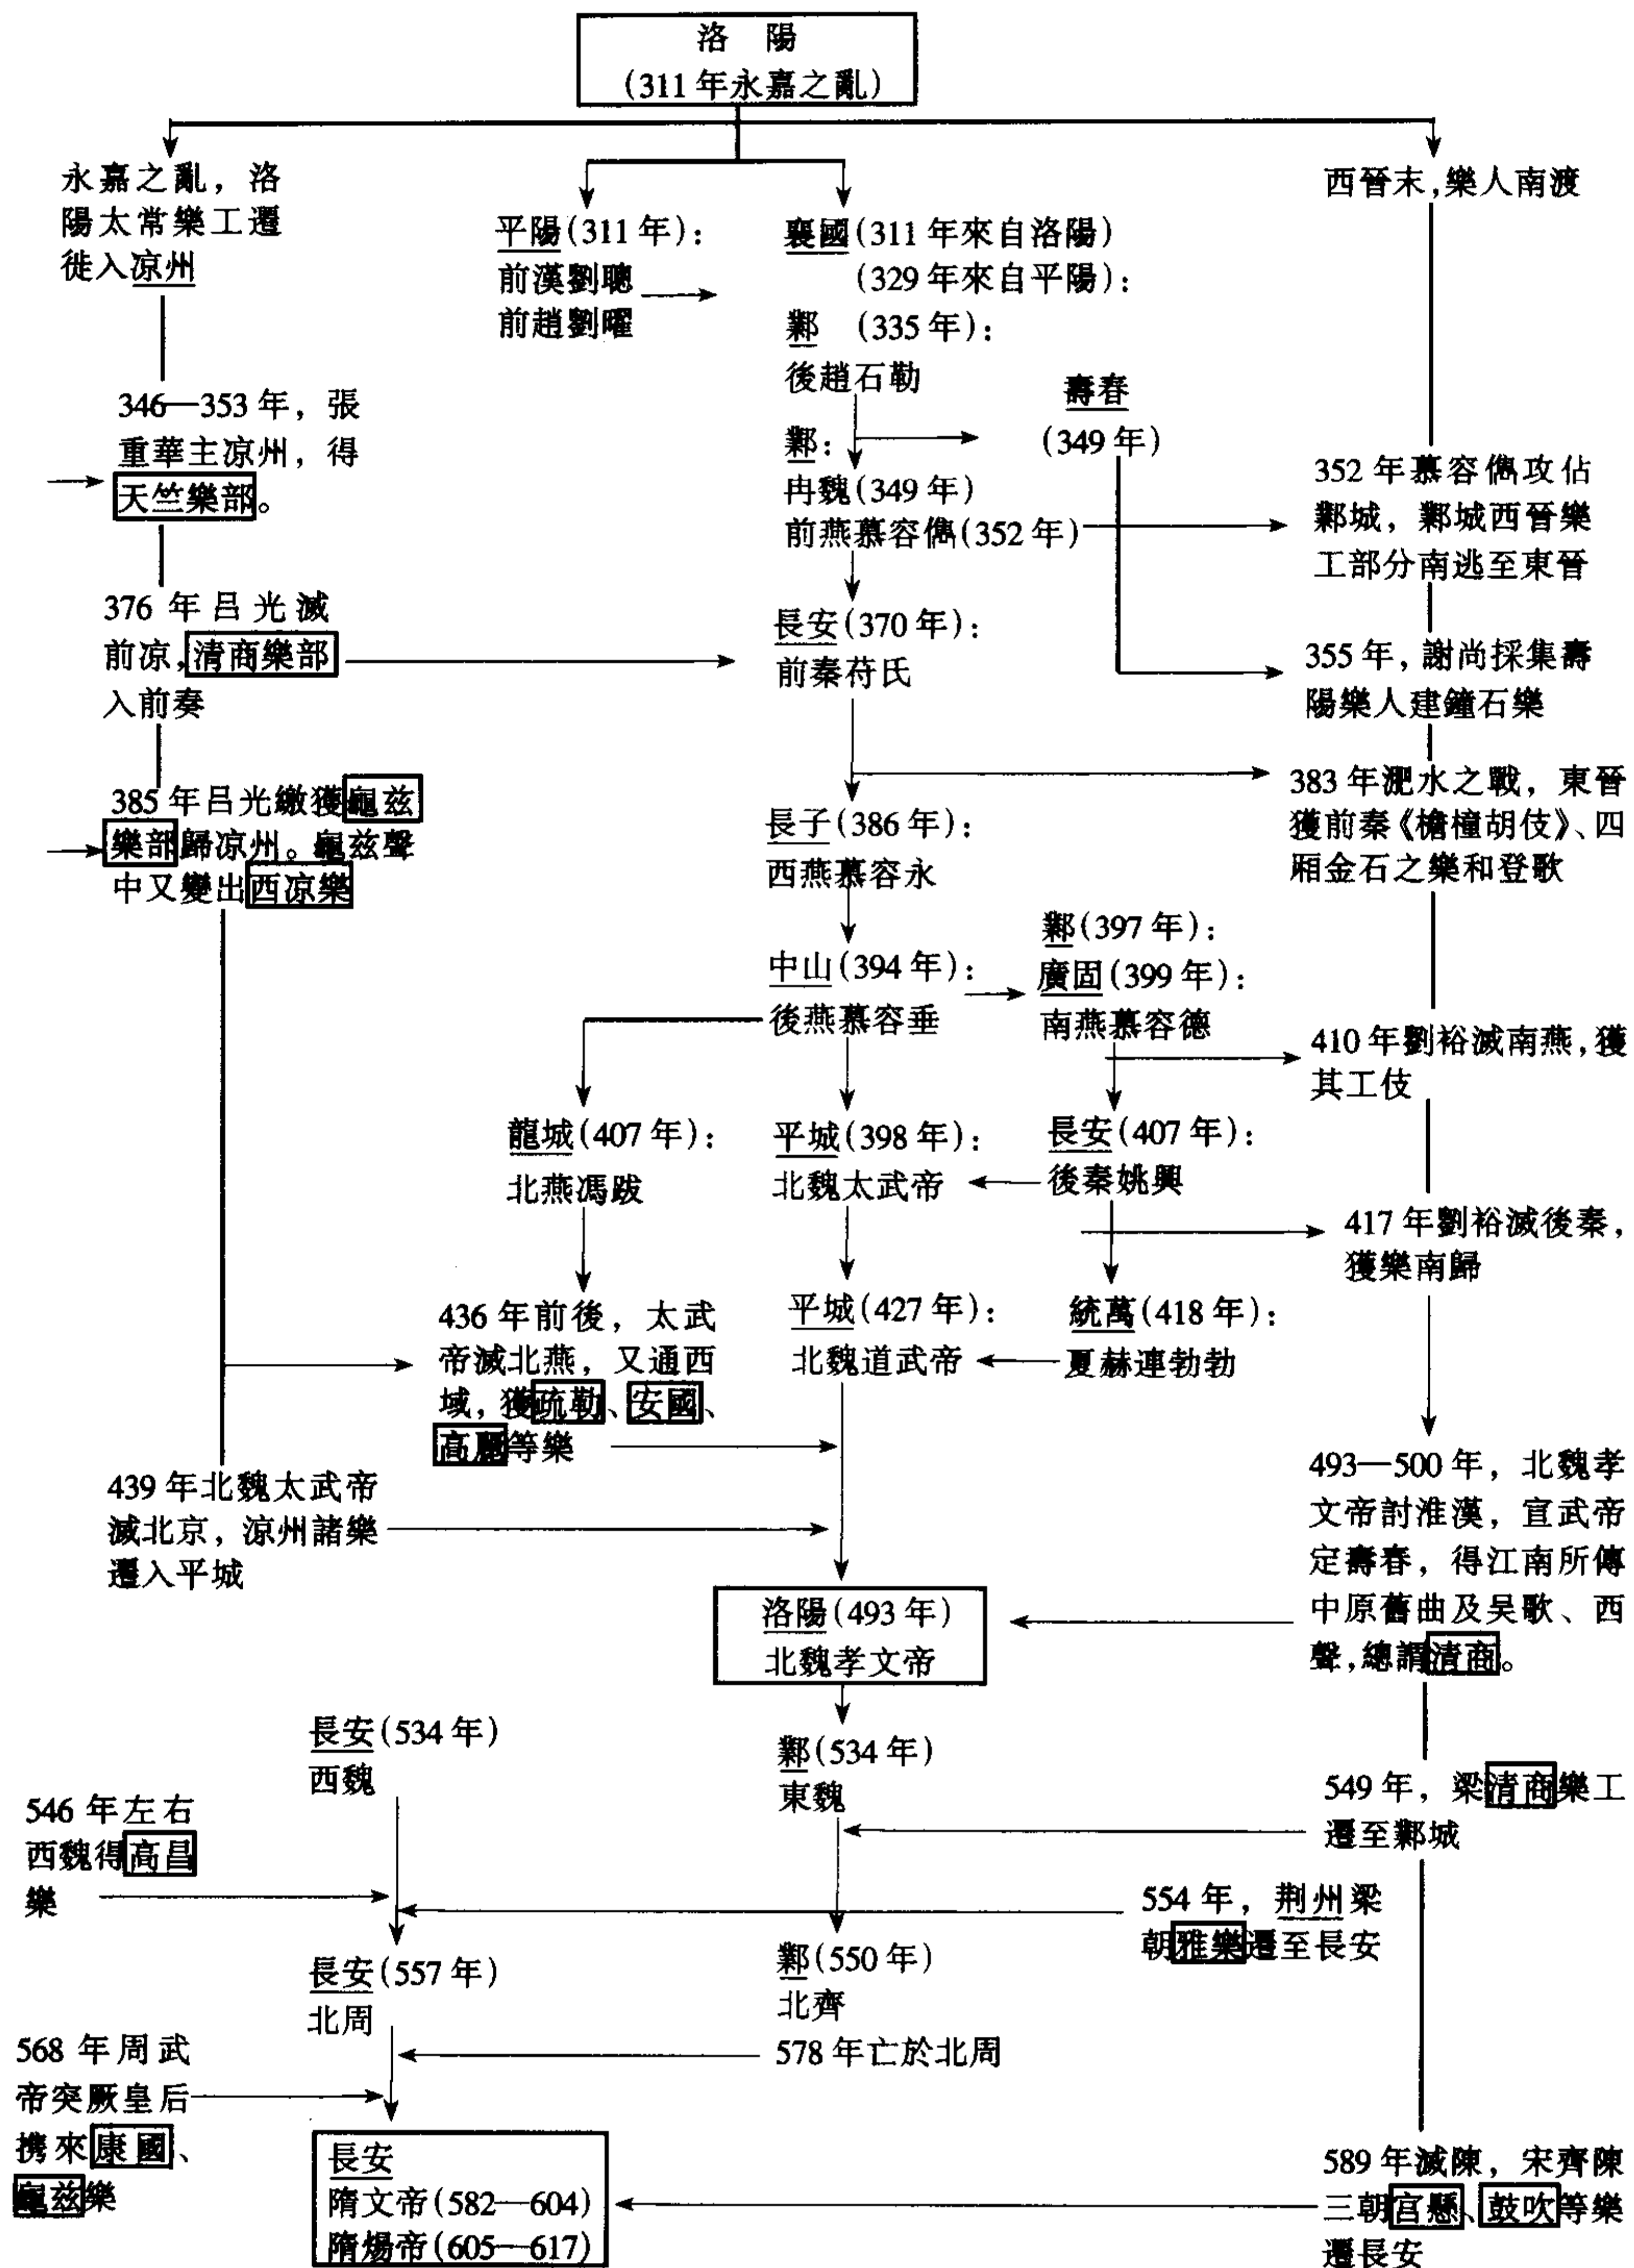 洛陽
(311年永嘉之亂)
永嘉之亂，洛
陽太常樂工遷
徙入凉州
平陽(311年)：
前漢劉聰
前趙劉曜
襄國(311年來自洛陽)
(329年來自平陽)：
鄴 (335年)：
後趙石勒
西晉末，樂人南渡
346—353年，張
重華主凉州，得
天竺樂部。
壽春
(349年)
鄴：
冉魏(349年)
前燕慕容儁(352年)
352年慕容儁攻佔
鄴城，鄴城西晉樂
工部分南逃至東晉
376年吕光滅
前凉，清商樂部
入前奏
長安(370年)：
前秦苻氏
355年，謝尚採集壽
陽樂人建鐘石樂
385年吕光繳獲龜兹
樂部歸凉州。龜兹聲
中又變出西凉樂
長子(386年)：
西燕慕容永
383年淝水之戰，東晉
獲前秦《檐橦胡伎》、四
厢金石之樂和登歌
中山(394年)：
後燕慕容垂
鄴(397年)：
廣固(399年)：
南燕慕容德
410年劉裕滅南燕，獲
其工伎
龍城(407年)：
北燕馮跋
平城(398年)：
北魏太武帝
長安(407年)：
後秦姚興
417年劉裕滅後秦，
獲樂南歸
436年前後，太武
帝滅北燕，又通西
域，獲疏勒、安國、
高麗等樂
平城(427年)：
北魏道武帝
統萬(418年)：
夏赫連勃勃
439年北魏太武帝
滅北京，凉州諸樂
遷入平城
493—500年，北魏孝
文帝討淮漢，宣武帝
定壽春，得江南所傳
中原舊曲及吴歌、西
聲，總謂清商。
洛陽(493年)
北魏孝文帝
長安(534年)
西魏
鄴(534年)
東魏
546年左右
西魏得高昌
樂
549年，梁清商樂工
遷至鄴城
554年，荆州梁
朝雅樂遷至長安
長安(557年)
北周
鄴(550年)
北齊
578年亡於北周
568年周武
帝突厥皇后
携來康國、
龜兹樂
長安
隋文帝(582—604)
隋煬帝(605—617)
589年滅陳，宋齊陳
三朝宫懸、鼓吹等樂
遷長安